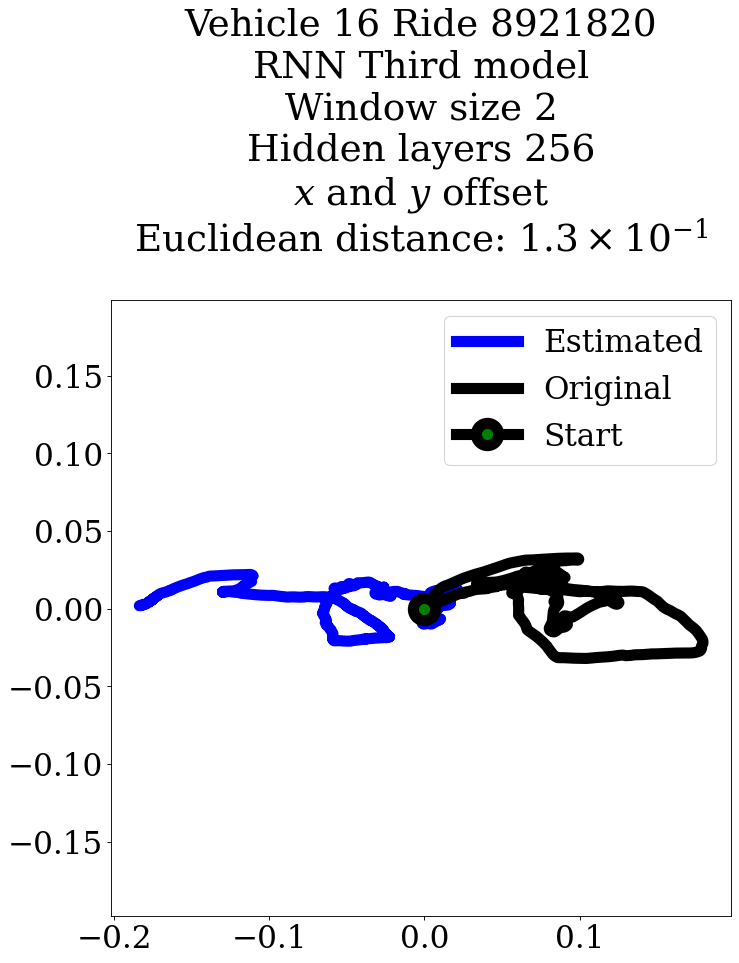 Vehicle 16 Ride 8921820
RNN Third model
Window size 2
Hidden layers 256
x and y offset
Euclidean distance: 1.3 × 10⁻¹
Estimated
Original
Start
0.15
0.10
0.05
0.00
−0.05
−0.10
−0.15
−0.2 −0.1 0.0 0.1